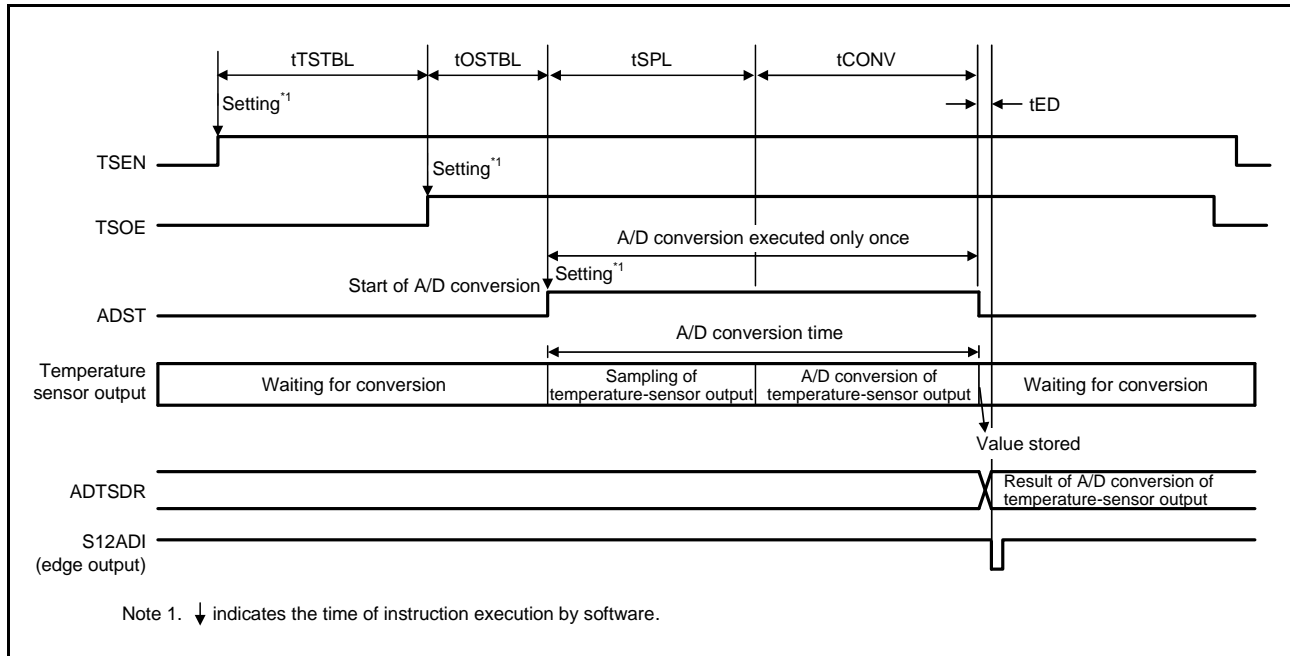 tTSTBL tOSTBL tSPL tCONV
tED
Setting*1
TSEN
Setting*1
TSOE
A/D conversion executed only once
Start of A/D conversion Setting*1
ADST
A/D conversion time
Temperature
sensor output
Waiting for conversion
Sampling of
temperature-sensor output
A/D conversion of
temperature-sensor output
Waiting for conversion
Value stored
ADTSDR
Result of A/D conversion of
temperature-sensor output
S12ADI
(edge output)
Note 1. ↓ indicates the time of instruction execution by software.